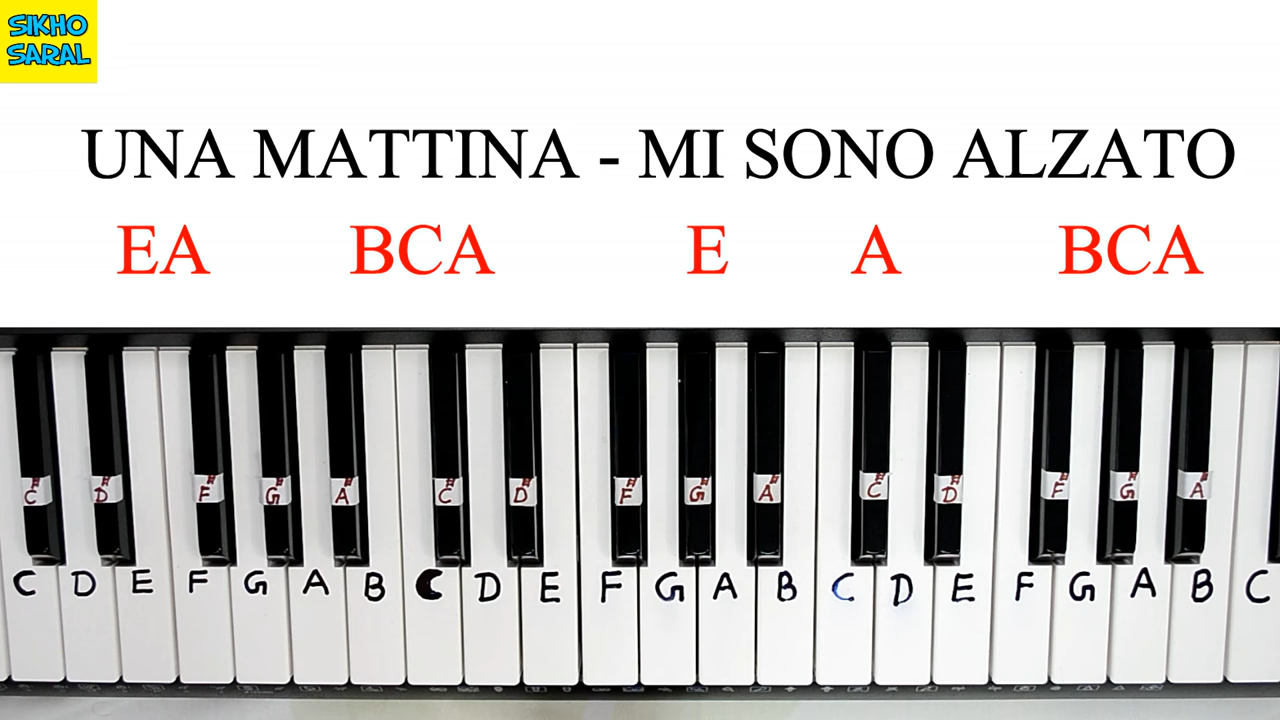 SIKHO
SARAL
UNA MATTINA - MI SONO ALZATO
EA BCA E A BCA
C# D# F# G# A# C# D# F# G# A# C# D# F# G# A#
C D E F G A B C D E F G A B C D E F G A B C